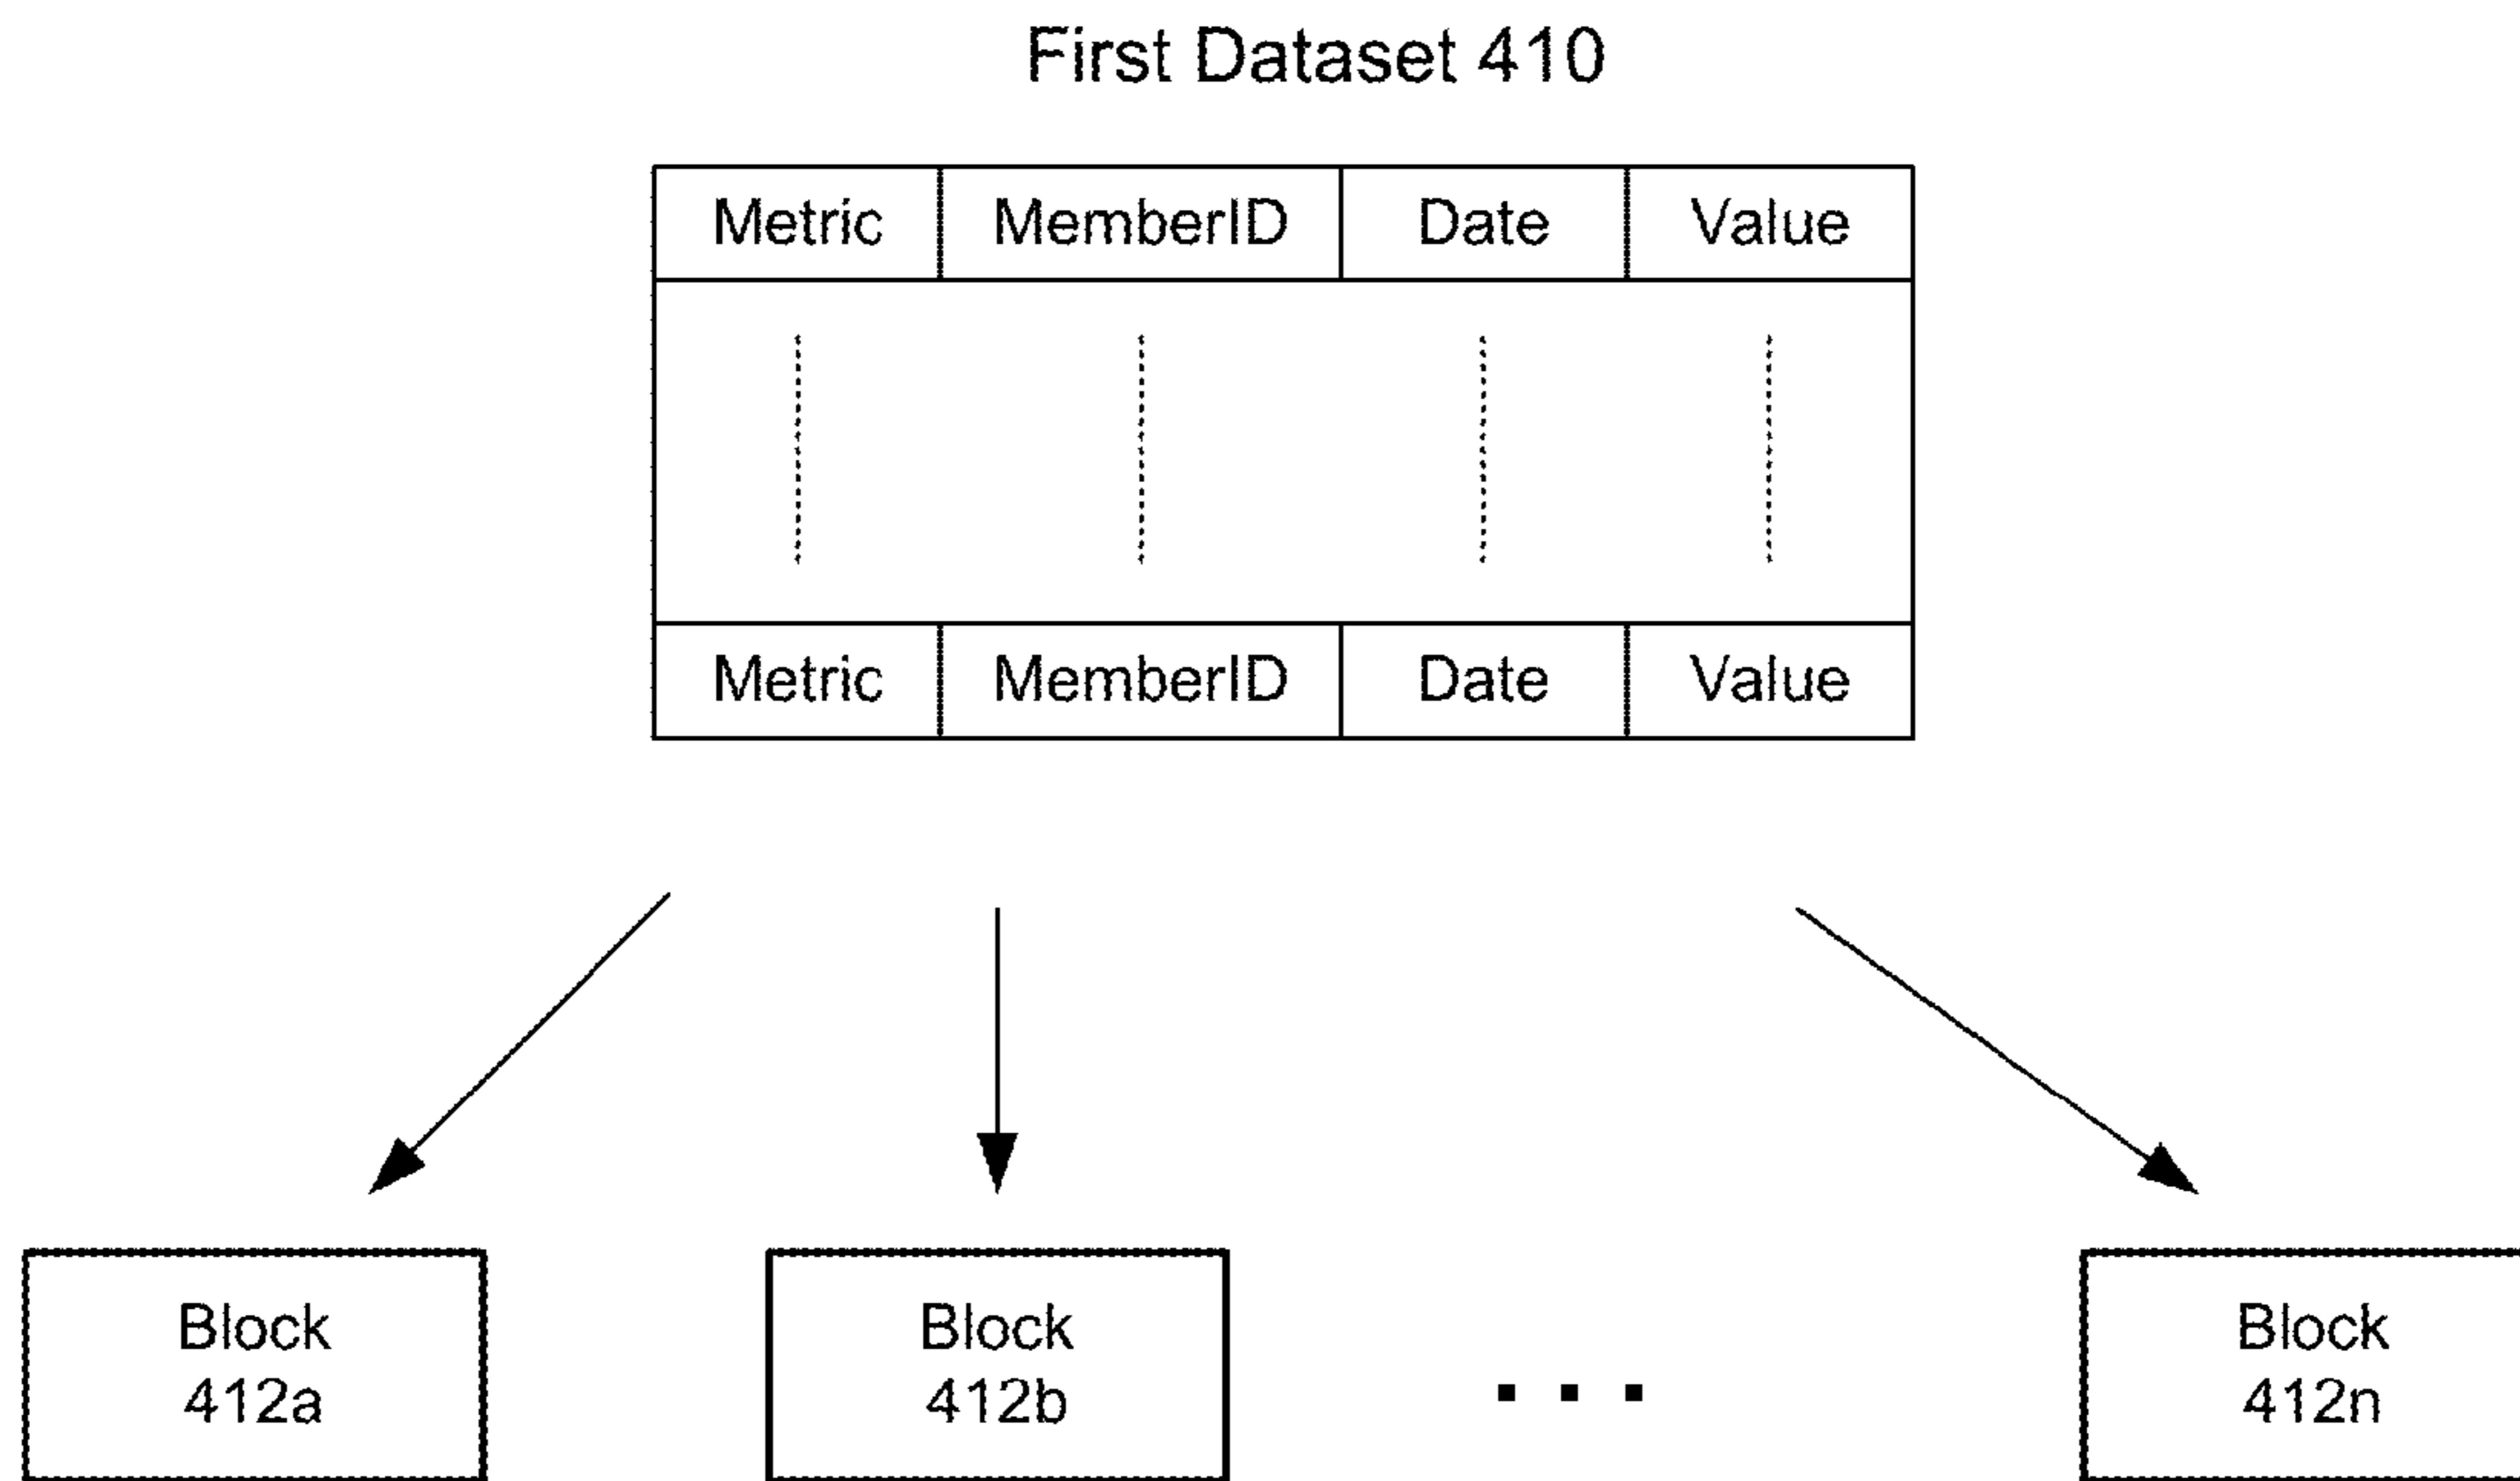 First Dataset 410
Metric MemberID Date Value
Metric MemberID Date Value
Block
412a
Block
412b
. . .
Block
412n